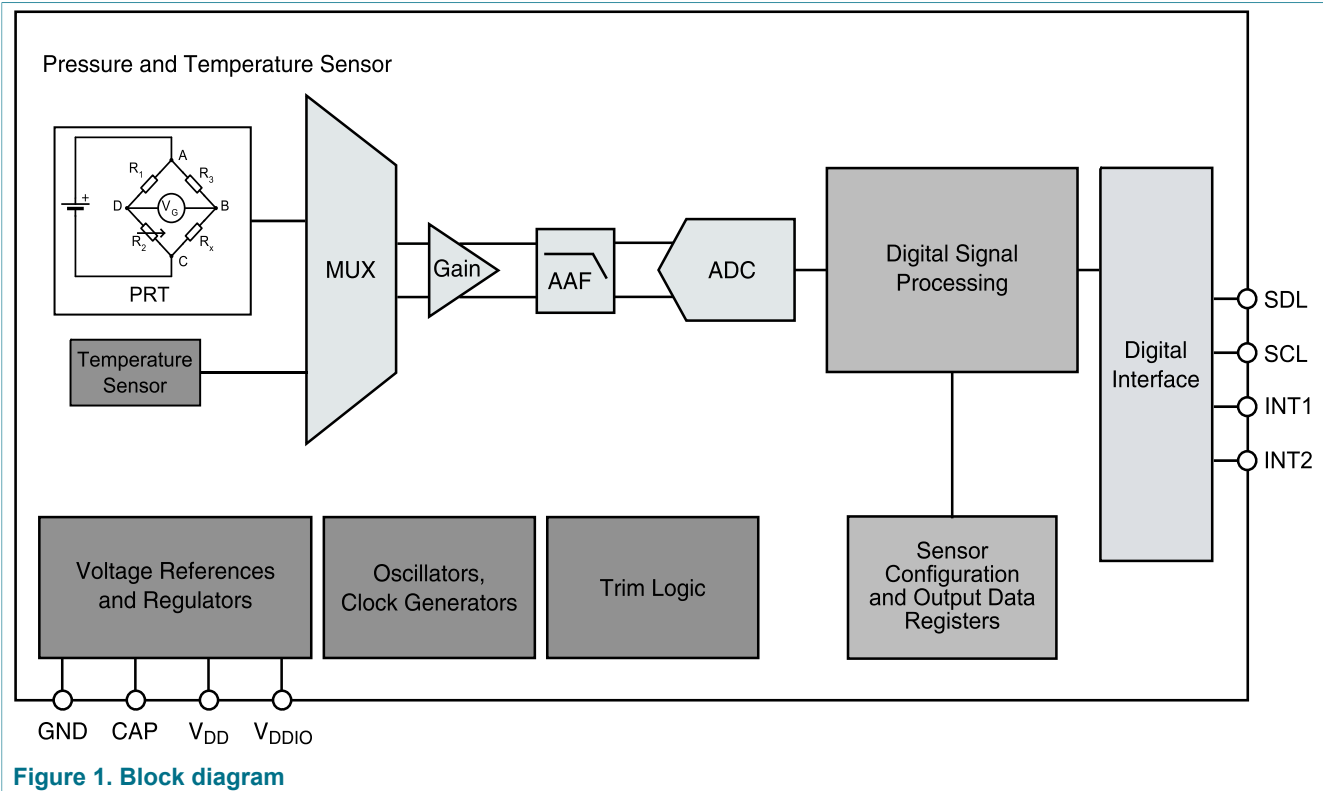 Pressure and Temperature Sensor
A
R1
R3
D
VG
B
R2
Rx
C
+
PRT
Temperature
Sensor
MUX
Gain
AAF
ADC
Digital Signal
Processing
Digital
Interface
SDL
SCL
INT1
INT2
Voltage References
and Regulators
Oscillators,
Clock Generators
Trim Logic
Sensor
Configuration
and Output Data
Registers
GND
CAP
VDD
VDDIO
Figure 1. Block diagram